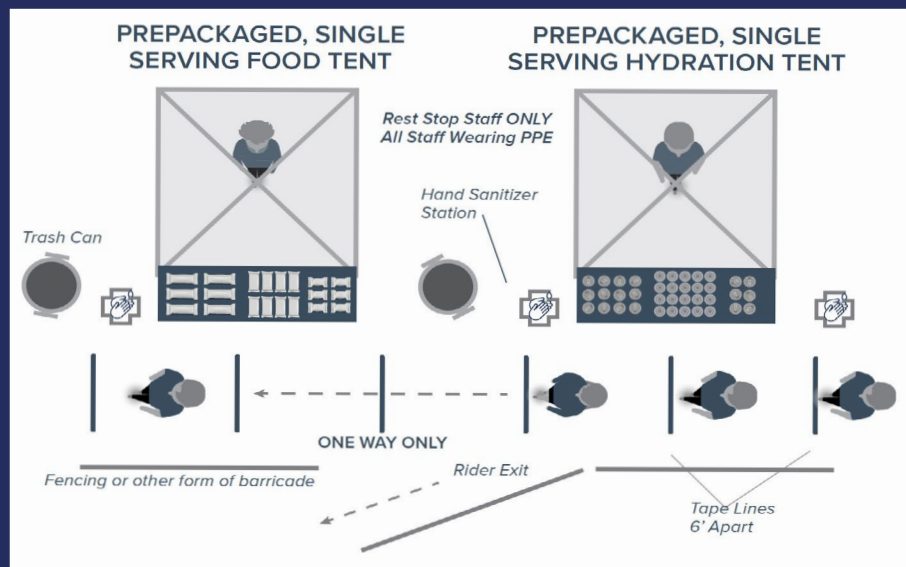 PREPACKAGED, SINGLE
SERVING FOOD TENT
PREPACKAGED, SINGLE
SERVING HYDRATION TENT
Rest Stop Staff ONLY
All Staff Wearing PPE
Hand Sanitizer
Station
Trash Can
ONE WAY ONLY
Fencing or other form of barricade
Rider Exit
Tape Lines
6' Apart